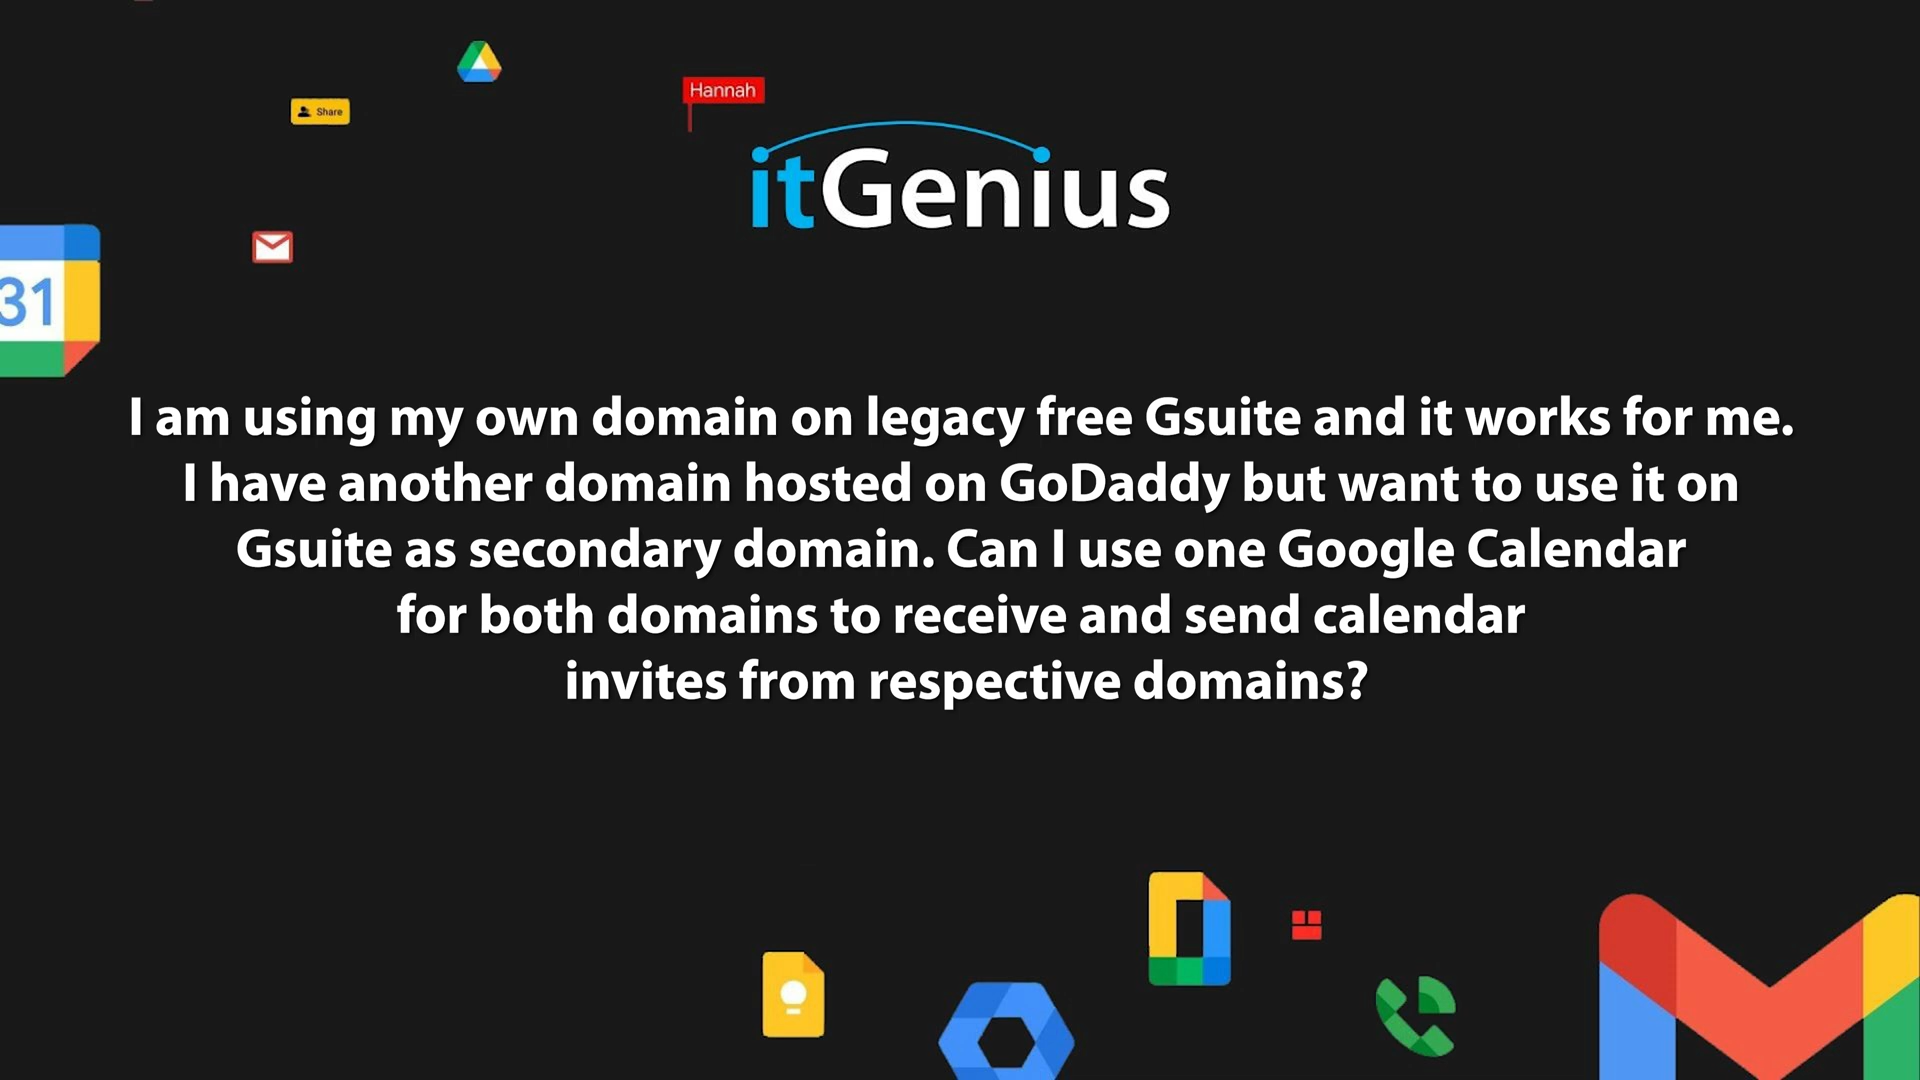 Hannah
Share
itGenius
31
I am using my own domain on legacy free Gsuite and it works for me.
I have another domain hosted on GoDaddy but want to use it on
Gsuite as secondary domain. Can I use one Google Calendar
for both domains to receive and send calendar
invites from respective domains?